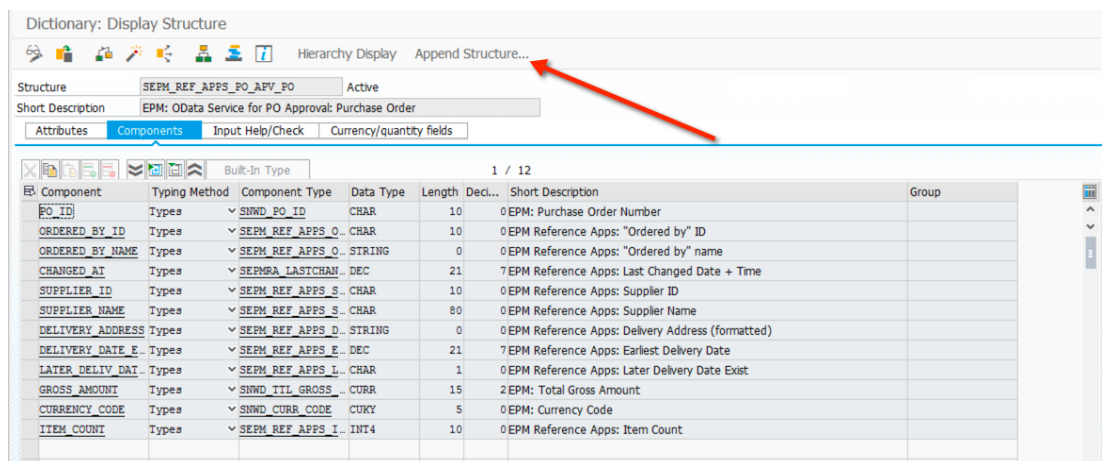 Dictionary: Display Structure
Hierarchy Display Append Structure...
Structure SEPM_REF_APPS_PO_APV_PO Active
Short Description EPM: OData Service for PO Approval: Purchase Order
Attributes Components Input Help/Check Currency/quantity fields
Built-In Type 1 / 12
Component Typing Method Component Type Data Type Length Deci... Short Description Group
PO_ID Types SNWD_PO_ID CHAR 10 0 EPM: Purchase Order Number
ORDERED_BY_ID Types SEPM_REF_APPS_O... CHAR 10 0 EPM Reference Apps: "Ordered by" ID
ORDERED_BY_NAME Types SEPM_REF_APPS_O... STRING 0 0 EPM Reference Apps: "Ordered by" name
CHANGED_AT Types SEPMRA_LASTCHAN... DEC 21 7 EPM Reference Apps: Last Changed Date + Time
SUPPLIER_ID Types SEPM_REF_APPS_S... CHAR 10 0 EPM Reference Apps: Supplier ID
SUPPLIER_NAME Types SEPM_REF_APPS_S... CHAR 80 0 EPM Reference Apps: Supplier Name
DELIVERY_ADDRESS Types SEPM_REF_APPS_D... STRING 0 0 EPM Reference Apps: Delivery Address (formatted)
DELIVERY_DATE_E... Types SEPM_REF_APPS_E... DEC 21 7 EPM Reference Apps: Earliest Delivery Date
LATER_DELIV_DAT... Types SEPM_REF_APPS_L... CHAR 1 0 EPM Reference Apps: Later Delivery Date Exist
GROSS_AMOUNT Types SNWD_TTL_GROSS_... CURR 15 2 EPM: Total Gross Amount
CURRENCY_CODE Types SNWD_CURR_CODE CUKY 5 0 EPM: Currency Code
ITEM_COUNT Types SEPM_REF_APPS_I... INT4 10 0 EPM Reference Apps: Item Count